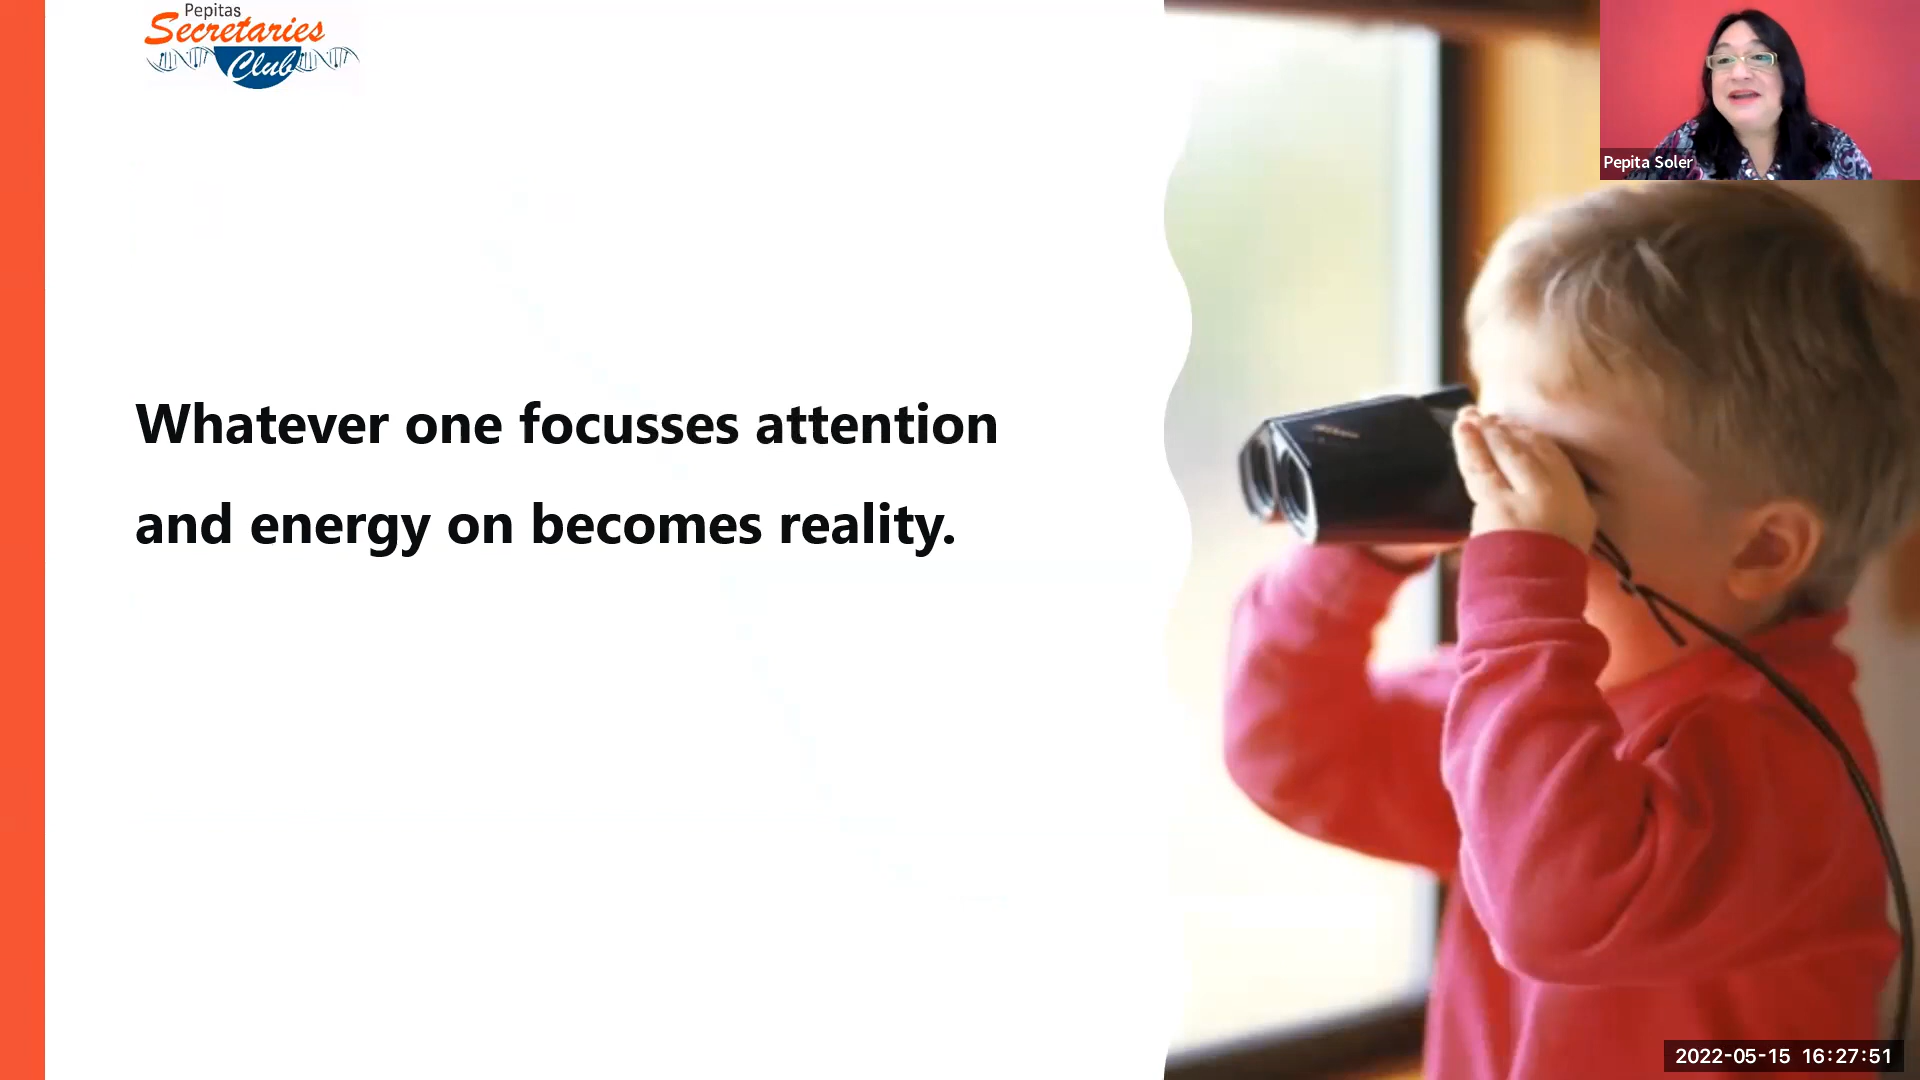 Pepitas
Secretaries
Club
Pepita Soler
Whatever one focusses attention
and energy on becomes reality.
2022-05-15 16:27:51